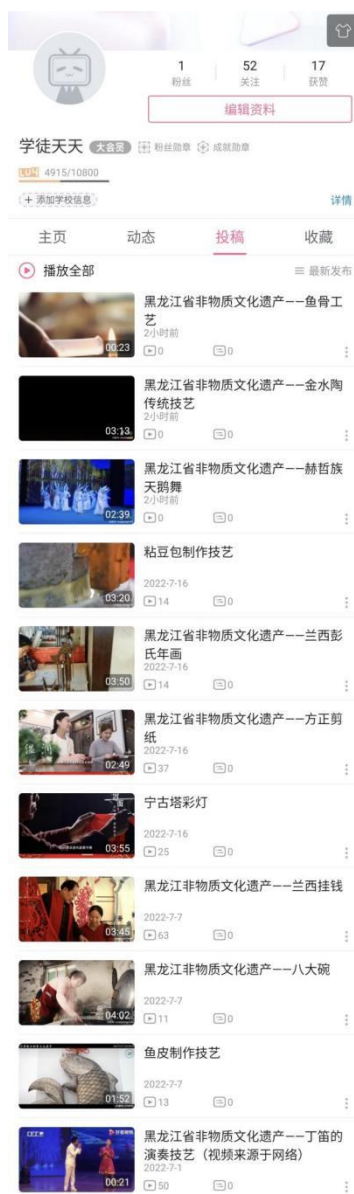 1
52
17
粉丝
关注
获赞
编辑资料
学徒天天 大会员 粉丝勋章 成就勋章
LV4 4915/10800
+ 添加学校信息
详情
主页
动态
投稿
收藏
播放全部
最新发布
黑龙江省非物质文化遗产——鱼骨工
艺
2小时前
00:23
0
0
黑龙江省非物质文化遗产——金水陶
传统技艺
2小时前
03:13
0
0
黑龙江省非物质文化遗产——赫哲族
天鹅舞
2小时前
02:39
0
0
粘豆包制作技艺
2022-7-16
03:20
14
0
黑龙江省非物质文化遗产——兰西彭
氏年画
2022-7-16
03:50
14
0
黑龙江省非物质文化遗产——方正剪
纸
2022-7-16
02:49
37
0
宁古塔彩灯
2022-7-16
03:55
25
0
黑龙江非物质文化遗产——兰西挂钱
2022-7-7
03:45
63
0
黑龙江非物质文化遗产——八大碗
2022-7-7
04:02
11
0
鱼皮制作技艺
2022-7-7
01:52
13
0
黑龙江非物质文化遗产——丁笛的
演奏技艺（视频来源于网络）
2022-7-1
00:21
50
0